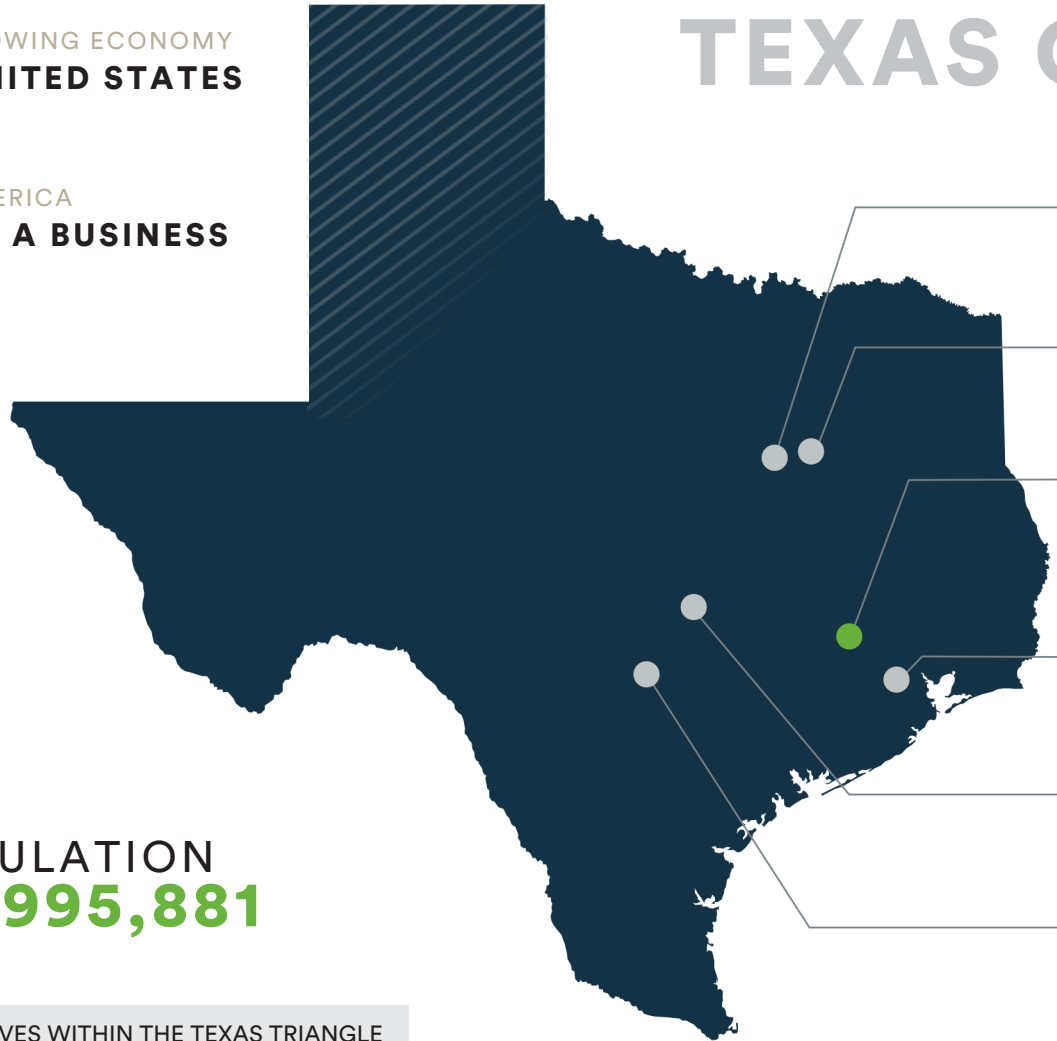 OWING ECONOMY
NITED STATES
TEXAS
ERICA
A BUSINESS
ULATION
995,881
VES WITHIN THE TEXAS TRIANGLE